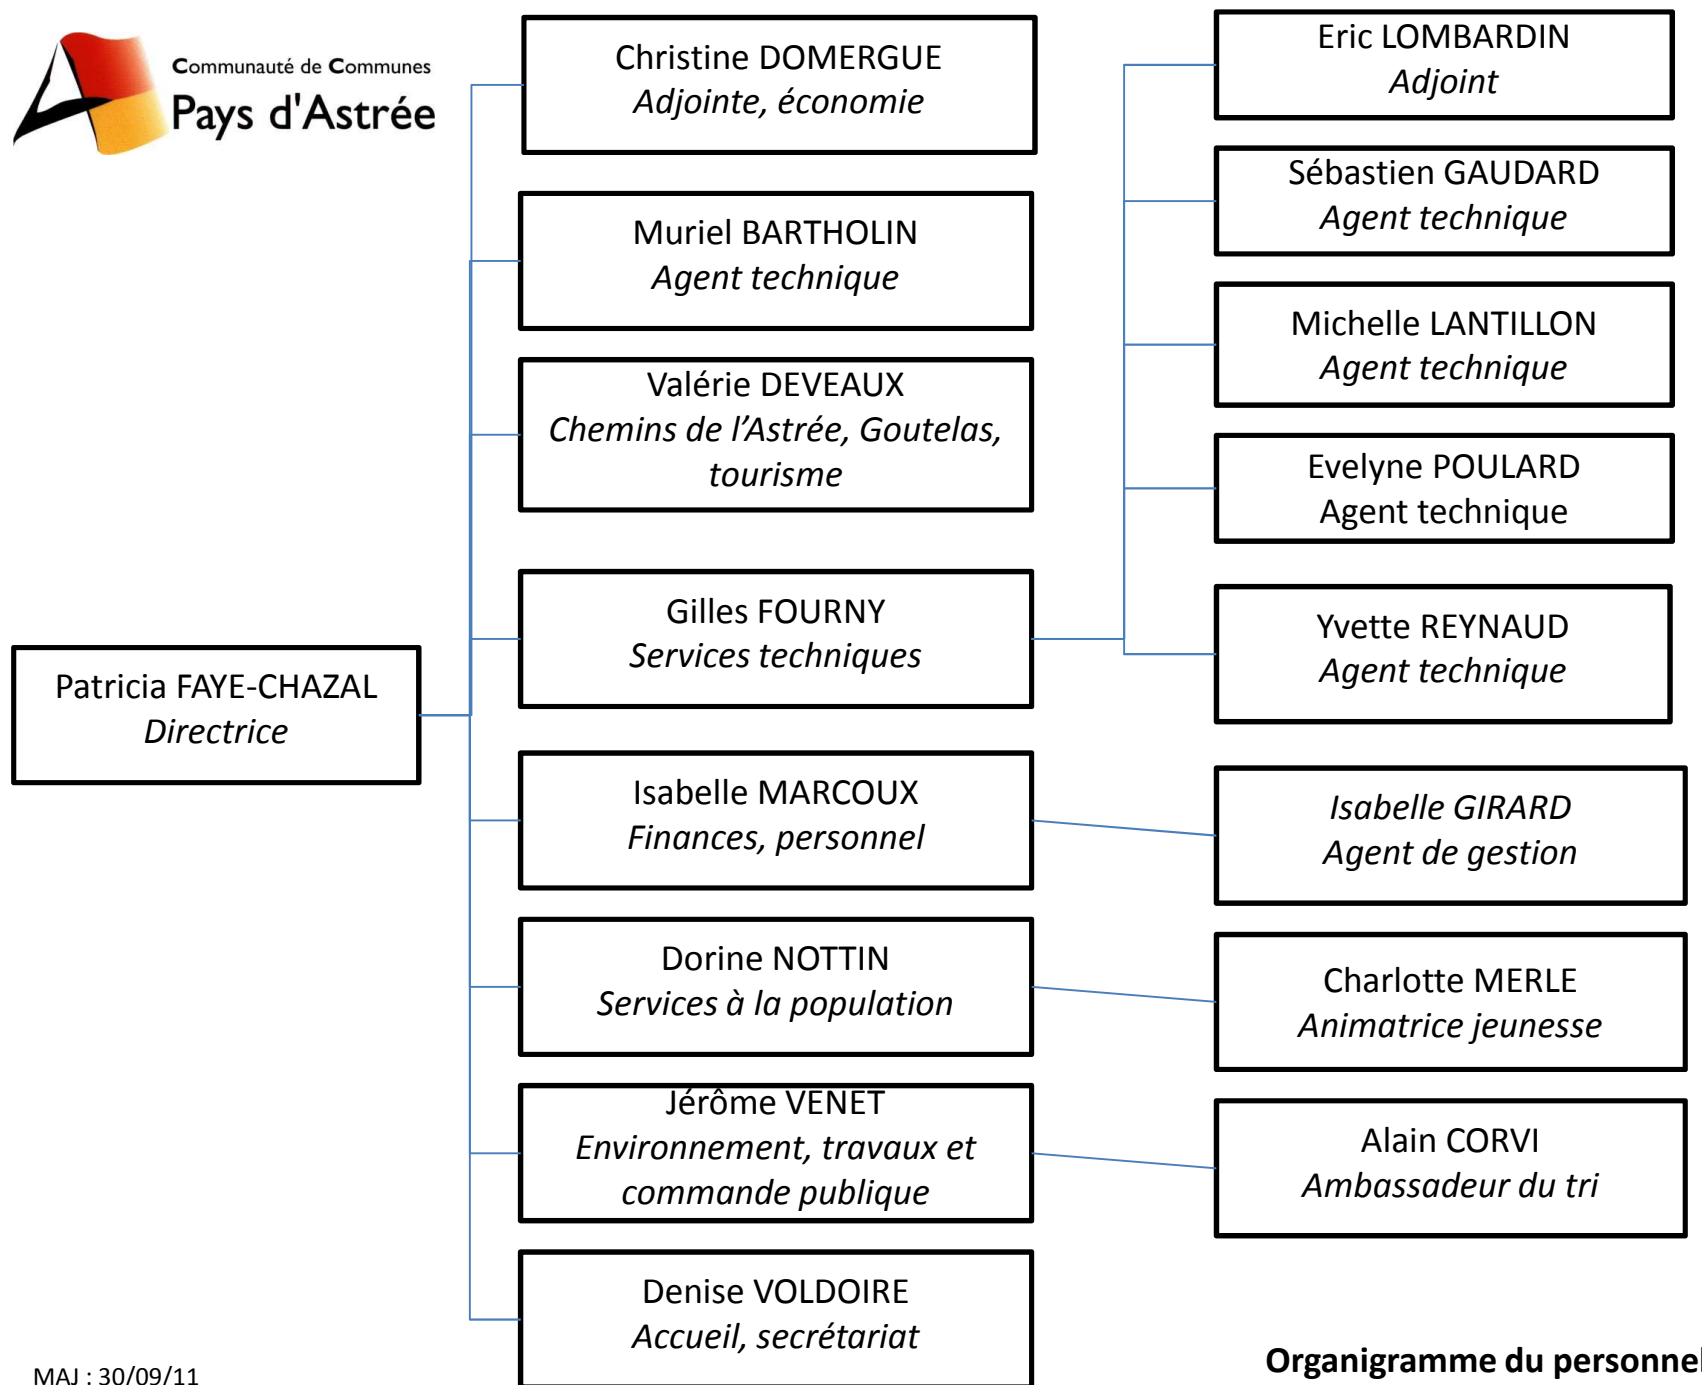 Communauté de Communes
Pays d'Astrée
Patricia FAYE-CHAZAL
Directrice
Christine DOMERGUE
Adjointe, économie
Muriel BARTHOLIN
Agent technique
Valérie DEVEAUX
Chemins de l’Astrée, Goutelas,
tourisme
Gilles FOURNY
Services techniques
Isabelle MARCOUX
Finances, personnel
Dorine NOTTIN
Services à la population
Jérôme VENET
Environnement, travaux et
commande publique
Denise VOLDOIRE
Accueil, secrétariat
Eric LOMBARDIN
Adjoint
Sébastien GAUDARD
Agent technique
Michelle LANTILLON
Agent technique
Evelyne POULARD
Agent technique
Yvette REYNAUD
Agent technique
Isabelle GIRARD
Agent de gestion
Charlotte MERLE
Animatrice jeunesse
Alain CORVI
Ambassadeur du tri
MAJ : 30/09/11
Organigramme du personnel